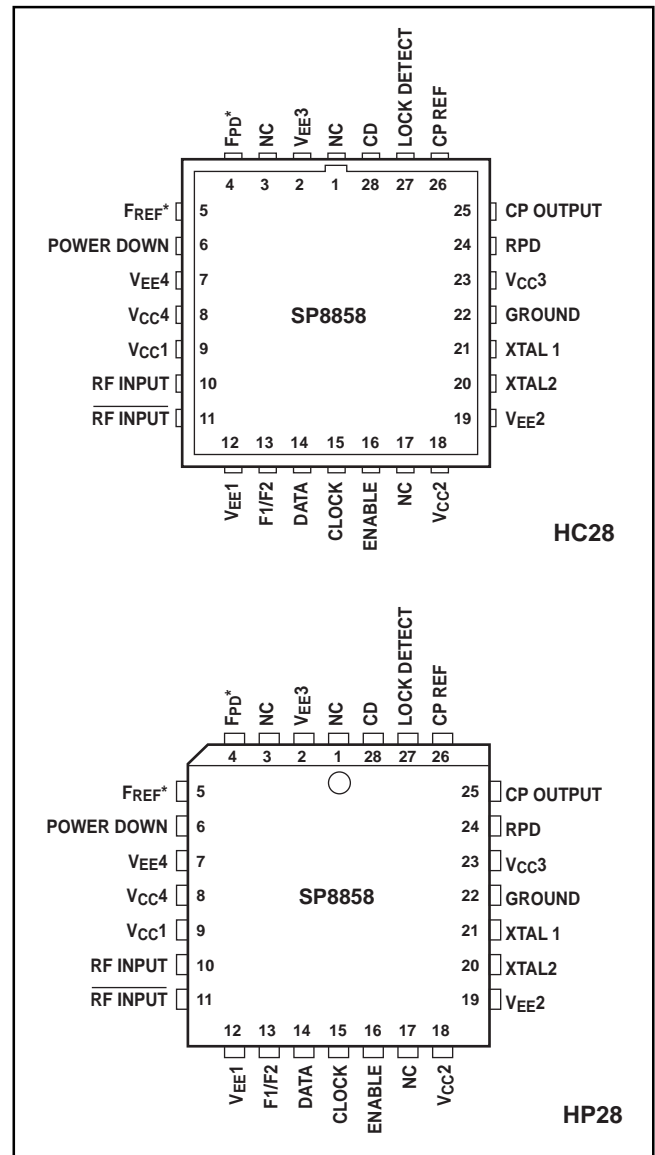 FPD*
NC
VEE3
NC
CD
LOCK DETECT
CP REF
4 3 2 1 28 27 26
FREF* 5
POWER DOWN 6
VEE4 7
VCC4 8
VCC1 9
RF INPUT 10
RF INPUT 11
SP8858
25 CP OUTPUT
24 RPD
23 VCC3
22 GROUND
21 XTAL 1
20 XTAL2
19 VEE2
12 13 14 15 16 17 18
VEE1
F1/F2
DATA
CLOCK
ENABLE
NC
VCC2
HC28
FPD*
NC
VEE3
NC
CD
LOCK DETECT
CP REF
4 3 2 1 28 27 26
FREF* 5
POWER DOWN 6
VEE4 7
VCC4 8
VCC1 9
RF INPUT 10
RF INPUT 11
SP8858
25 CP OUTPUT
24 RPD
23 VCC3
22 GROUND
21 XTAL 1
20 XTAL2
19 VEE2
12 13 14 15 16 17 18
VEE1
F1/F2
DATA
CLOCK
ENABLE
NC
VCC2
HP28